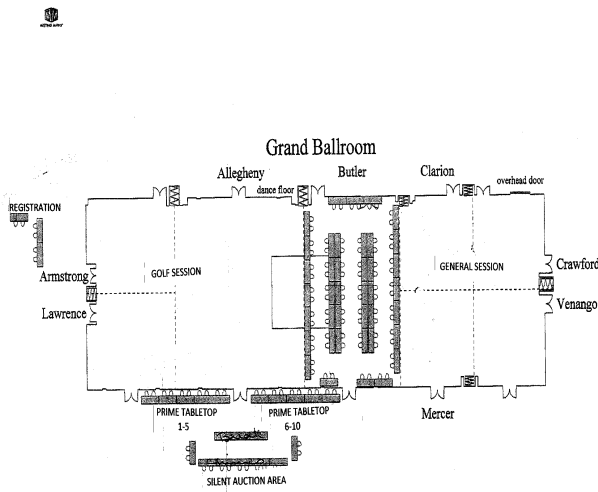 Grand Ballroom
Allegheny
Butler
Clarion
dance floor
overhead door
REGISTRATION
Armstrong
GOLF SESSION
GENERAL SESSION
Crawford
Lawrence
Venango
PRIME TABLETOP
1-5
PRIME TABLETOP
6-10
Mercer
SILENT AUCTION AREA